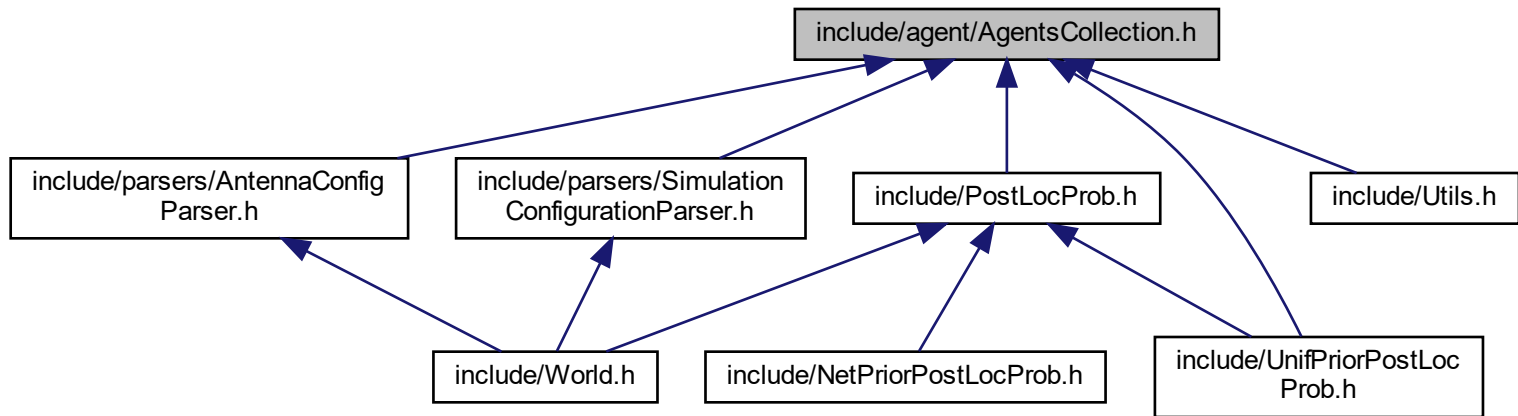 include/agent/AgentsCollection.h
include/parsers/AntennaConfig
Parser.h
include/parsers/Simulation
ConfigurationParser.h
include/PostLocProb.h
include/Utils.h
include/World.h
include/NetPriorPostLocProb.h
include/UnifPriorPostLoc
Prob.h